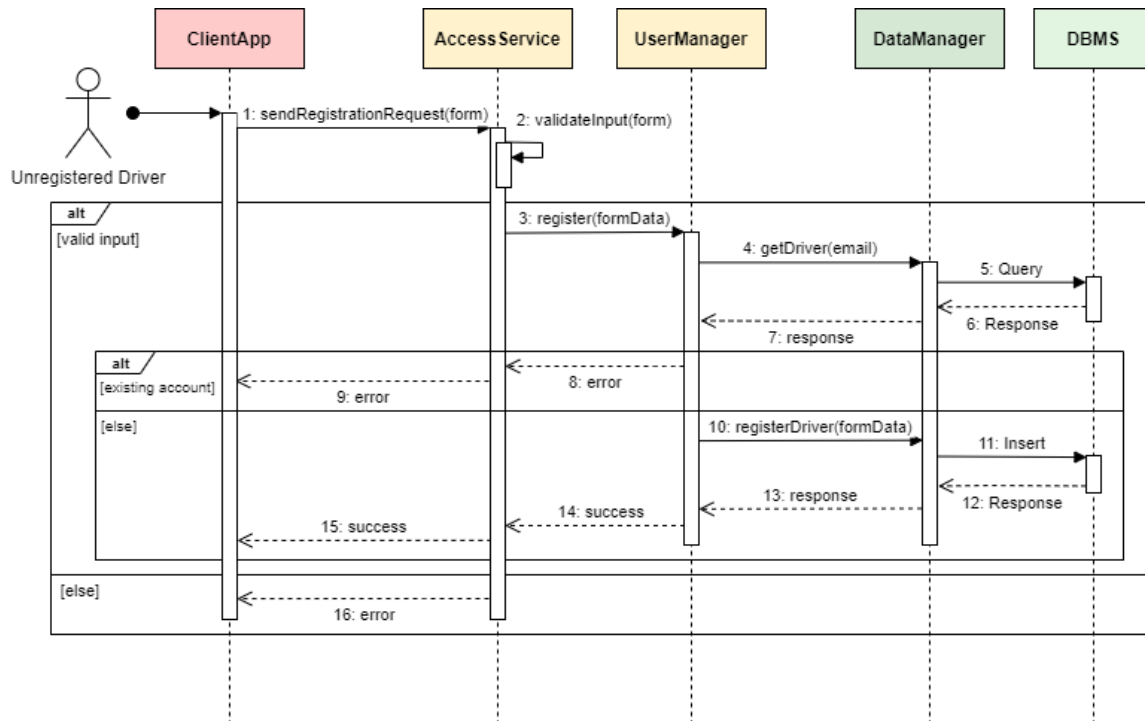 ClientApp
AccessService
UserManager
DataManager
DBMS
Unregistered Driver
1: sendRegistrationRequest(form)
2: validateInput(form)
alt
[valid input]
3: register(formData)
4: getDriver(email)
5: Query
6: Response
7: response
alt
[existing account]
8: error
9: error
[else]
10: registerDriver(formData)
11: Insert
12: Response
13: response
14: success
15: success
[else]
16: error